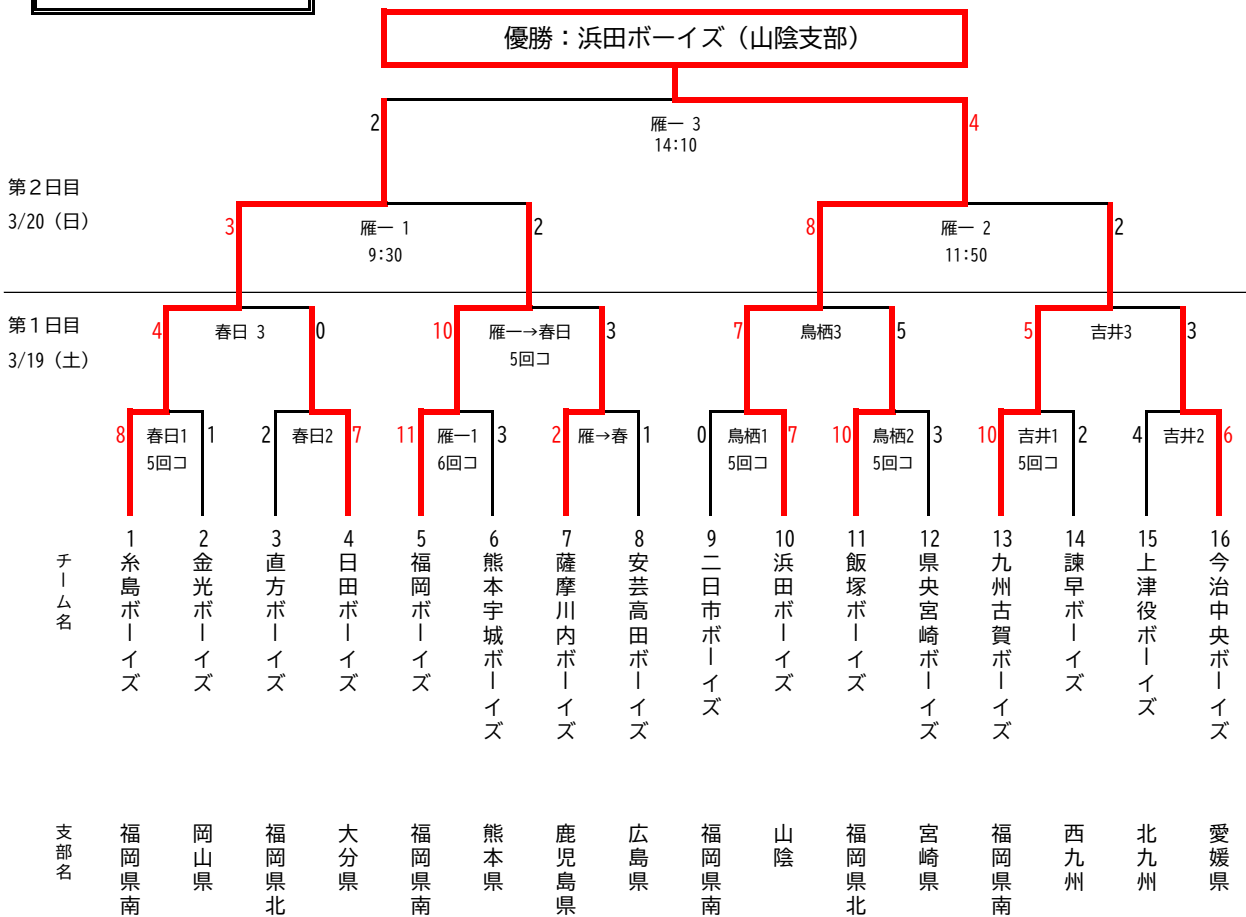 優勝：浜田ボーイズ（山陰支部）
2 雁一 3 4
14:10
第２日目
3/20（日）
3 雁一 1 2 8 雁一 2 2
9:30 11:50
第１日目
3/19（土）
4 春日 3 0 10 雁一→春日 3 7 鳥栖3 5 5 吉井3 3
5回コ
8 春日1 1 2 春日2 7 11 雁一1 3 2 雁→春 1 0 鳥栖1 7 10 鳥栖2 3 10 吉井1 2 4 吉井2 6
5回コ 6回コ 5回コ 5回コ 5回コ
1 2 3 4 5 6 7 8 9 10 11 12 13 14 15 16
チーム名
糸島ボーイズ
金光ボーイズ
直方ボーイズ
日田ボーイズ
福岡ボーイズ
熊本宇城ボーイズ
薩摩川内ボーイズ
安芸高田ボーイズ
二日市ボーイズ
浜田ボーイズ
飯塚ボーイズ
県央宮崎ボーイズ
九州古賀ボーイズ
諫早ボーイズ
上津役ボーイズ
今治中央ボーイズ
支部名
福岡県南
岡山県
福岡県北
大分県
福岡県南
熊本県
鹿児島県
広島県
福岡県南
山陰
福岡県北
宮崎県
福岡県南
西九州
北九州
愛媛県